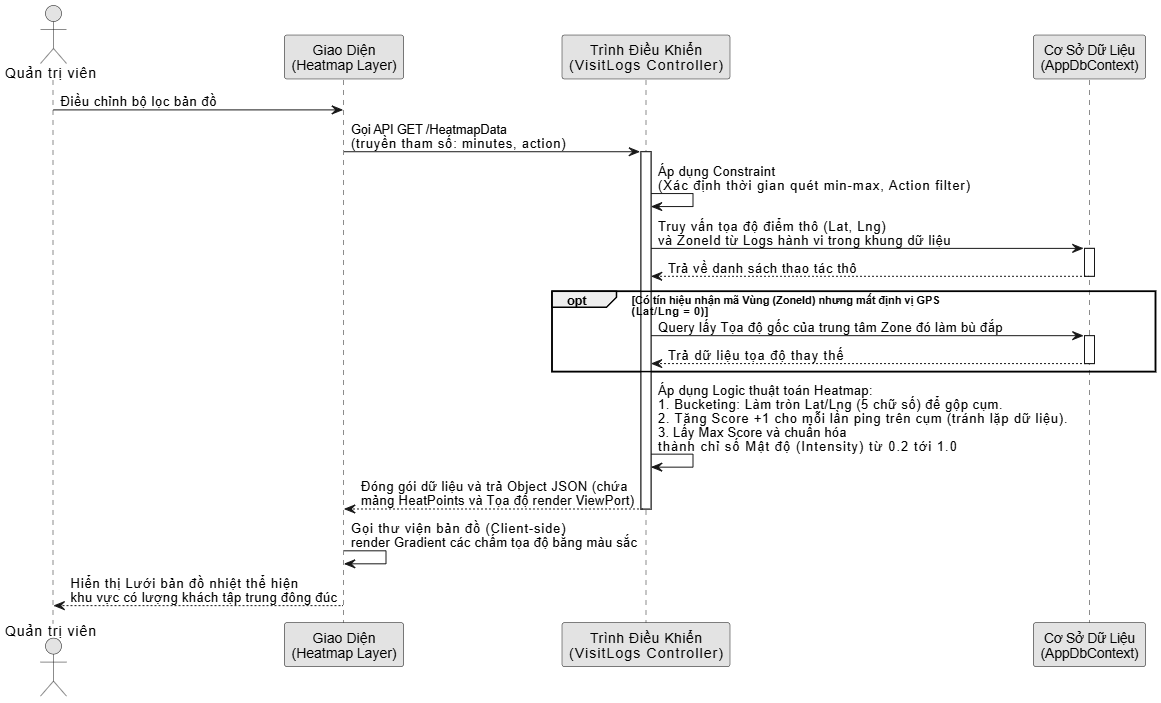 Quản trị viên
Giao Diện
(Heatmap Layer)
Trình Điều Khiển
(VisitLogs Controller)
Cơ Sở Dữ Liệu
(AppDbContext)
Điều chỉnh bộ lọc bản đồ
Gọi API GET /HeatmapData
(truyền tham số: minutes, action)
Áp dụng Constraint
(Xác định thời gian quét min-max, Action filter)
Truy vấn tọa độ điểm thô (Lat, Lng)
và ZoneId từ Logs hành vi trong khung dữ liệu
Trả về danh sách thao tác thô
opt
[Có tín hiệu nhận mã Vùng (ZoneId) nhưng mất định vị GPS
(Lat/Lng = 0)]
Query lấy Tọa độ gốc của trung tâm Zone đó làm bù đắp
Trả dữ liệu tọa độ thay thế
Áp dụng Logic thuật toán Heatmap:
1. Bucketing: Làm tròn Lat/Lng (5 chữ số) để gộp cụm.
2. Tăng Score +1 cho mỗi lần ping trên cụm (tránh lặp dữ liệu).
3. Lấy Max Score và chuẩn hóa
thành chỉ số Mật độ (Intensity) từ 0.2 tới 1.0
Đóng gói dữ liệu và trả Object JSON (chứa
mảng HeatPoints và Tọa độ render ViewPort)
Gọi thư viện bản đồ (Client-side)
render Gradient các chấm tọa độ bằng màu sắc
Hiển thị Lưới bản đồ nhiệt thể hiện
khu vực có lượng khách tập trung đông đúc
Quản trị viên
Giao Diện
(Heatmap Layer)
Trình Điều Khiển
(VisitLogs Controller)
Cơ Sở Dữ Liệu
(AppDbContext)